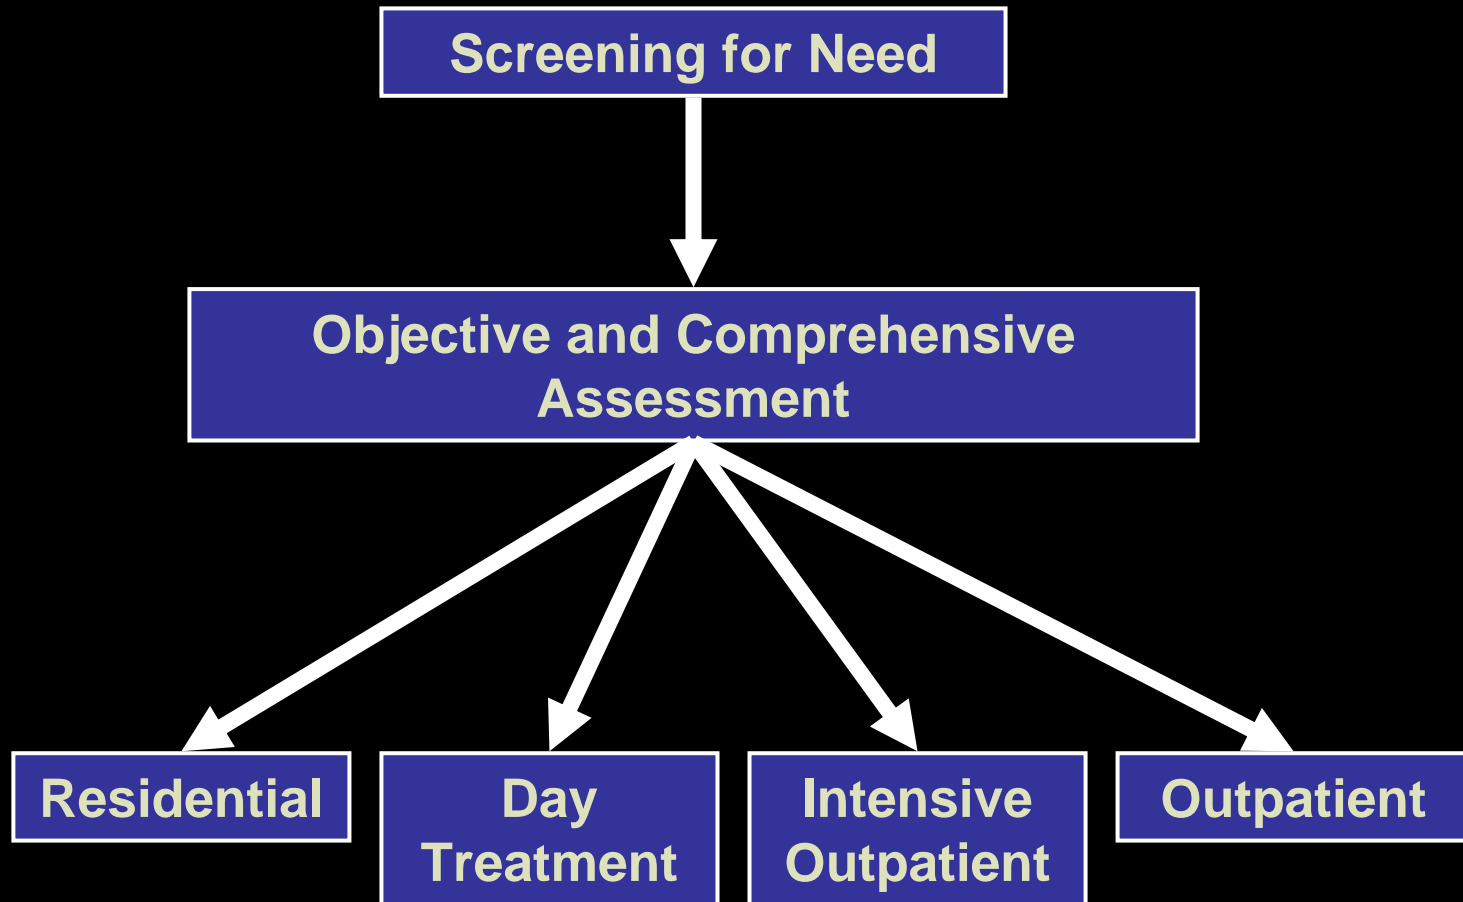 Screening for Need
Objective and Comprehensive
Assessment
Residential
Day
Treatment
Intensive
Outpatient
Outpatient